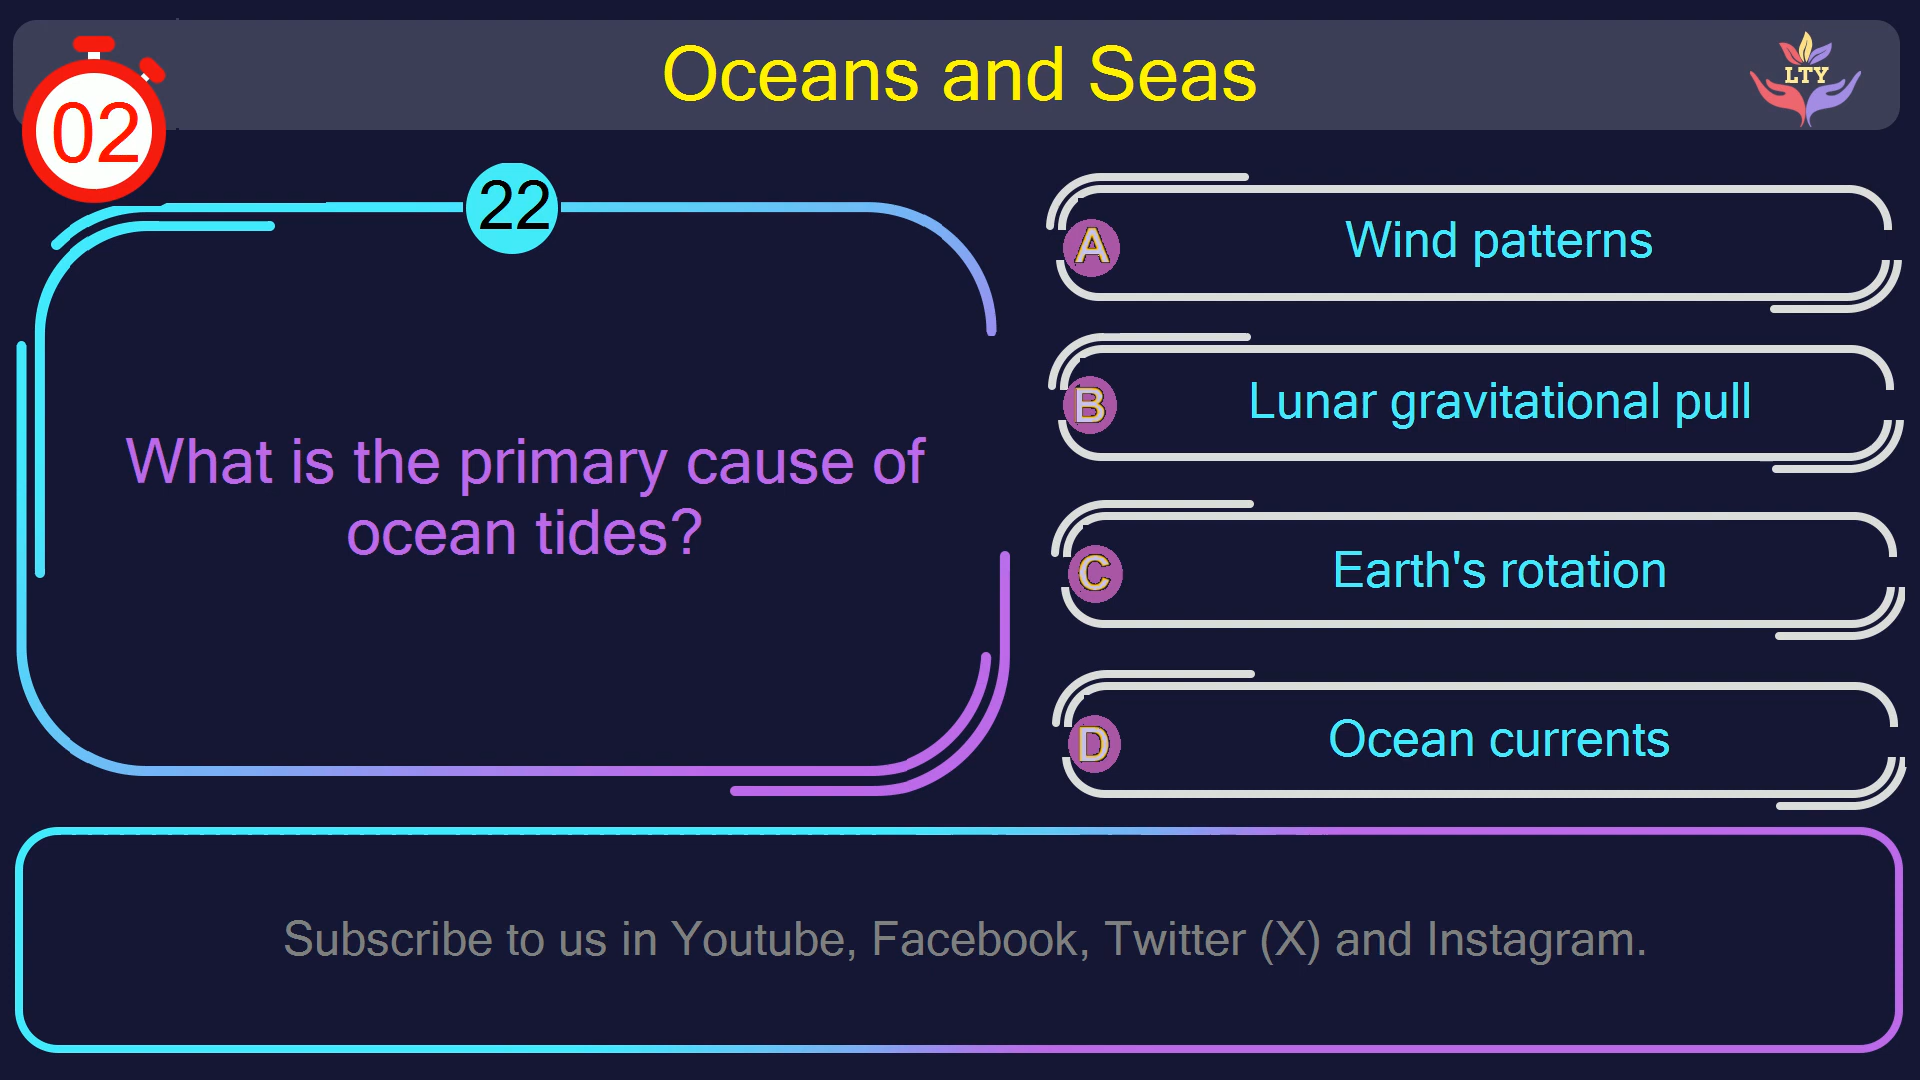 Oceans and Seas
LTY
02
22
What is the primary cause of
ocean tides?
A
Wind patterns
B
Lunar gravitational pull
C
Earth's rotation
D
Ocean currents
Subscribe to us in Youtube, Facebook, Twitter (X) and Instagram.